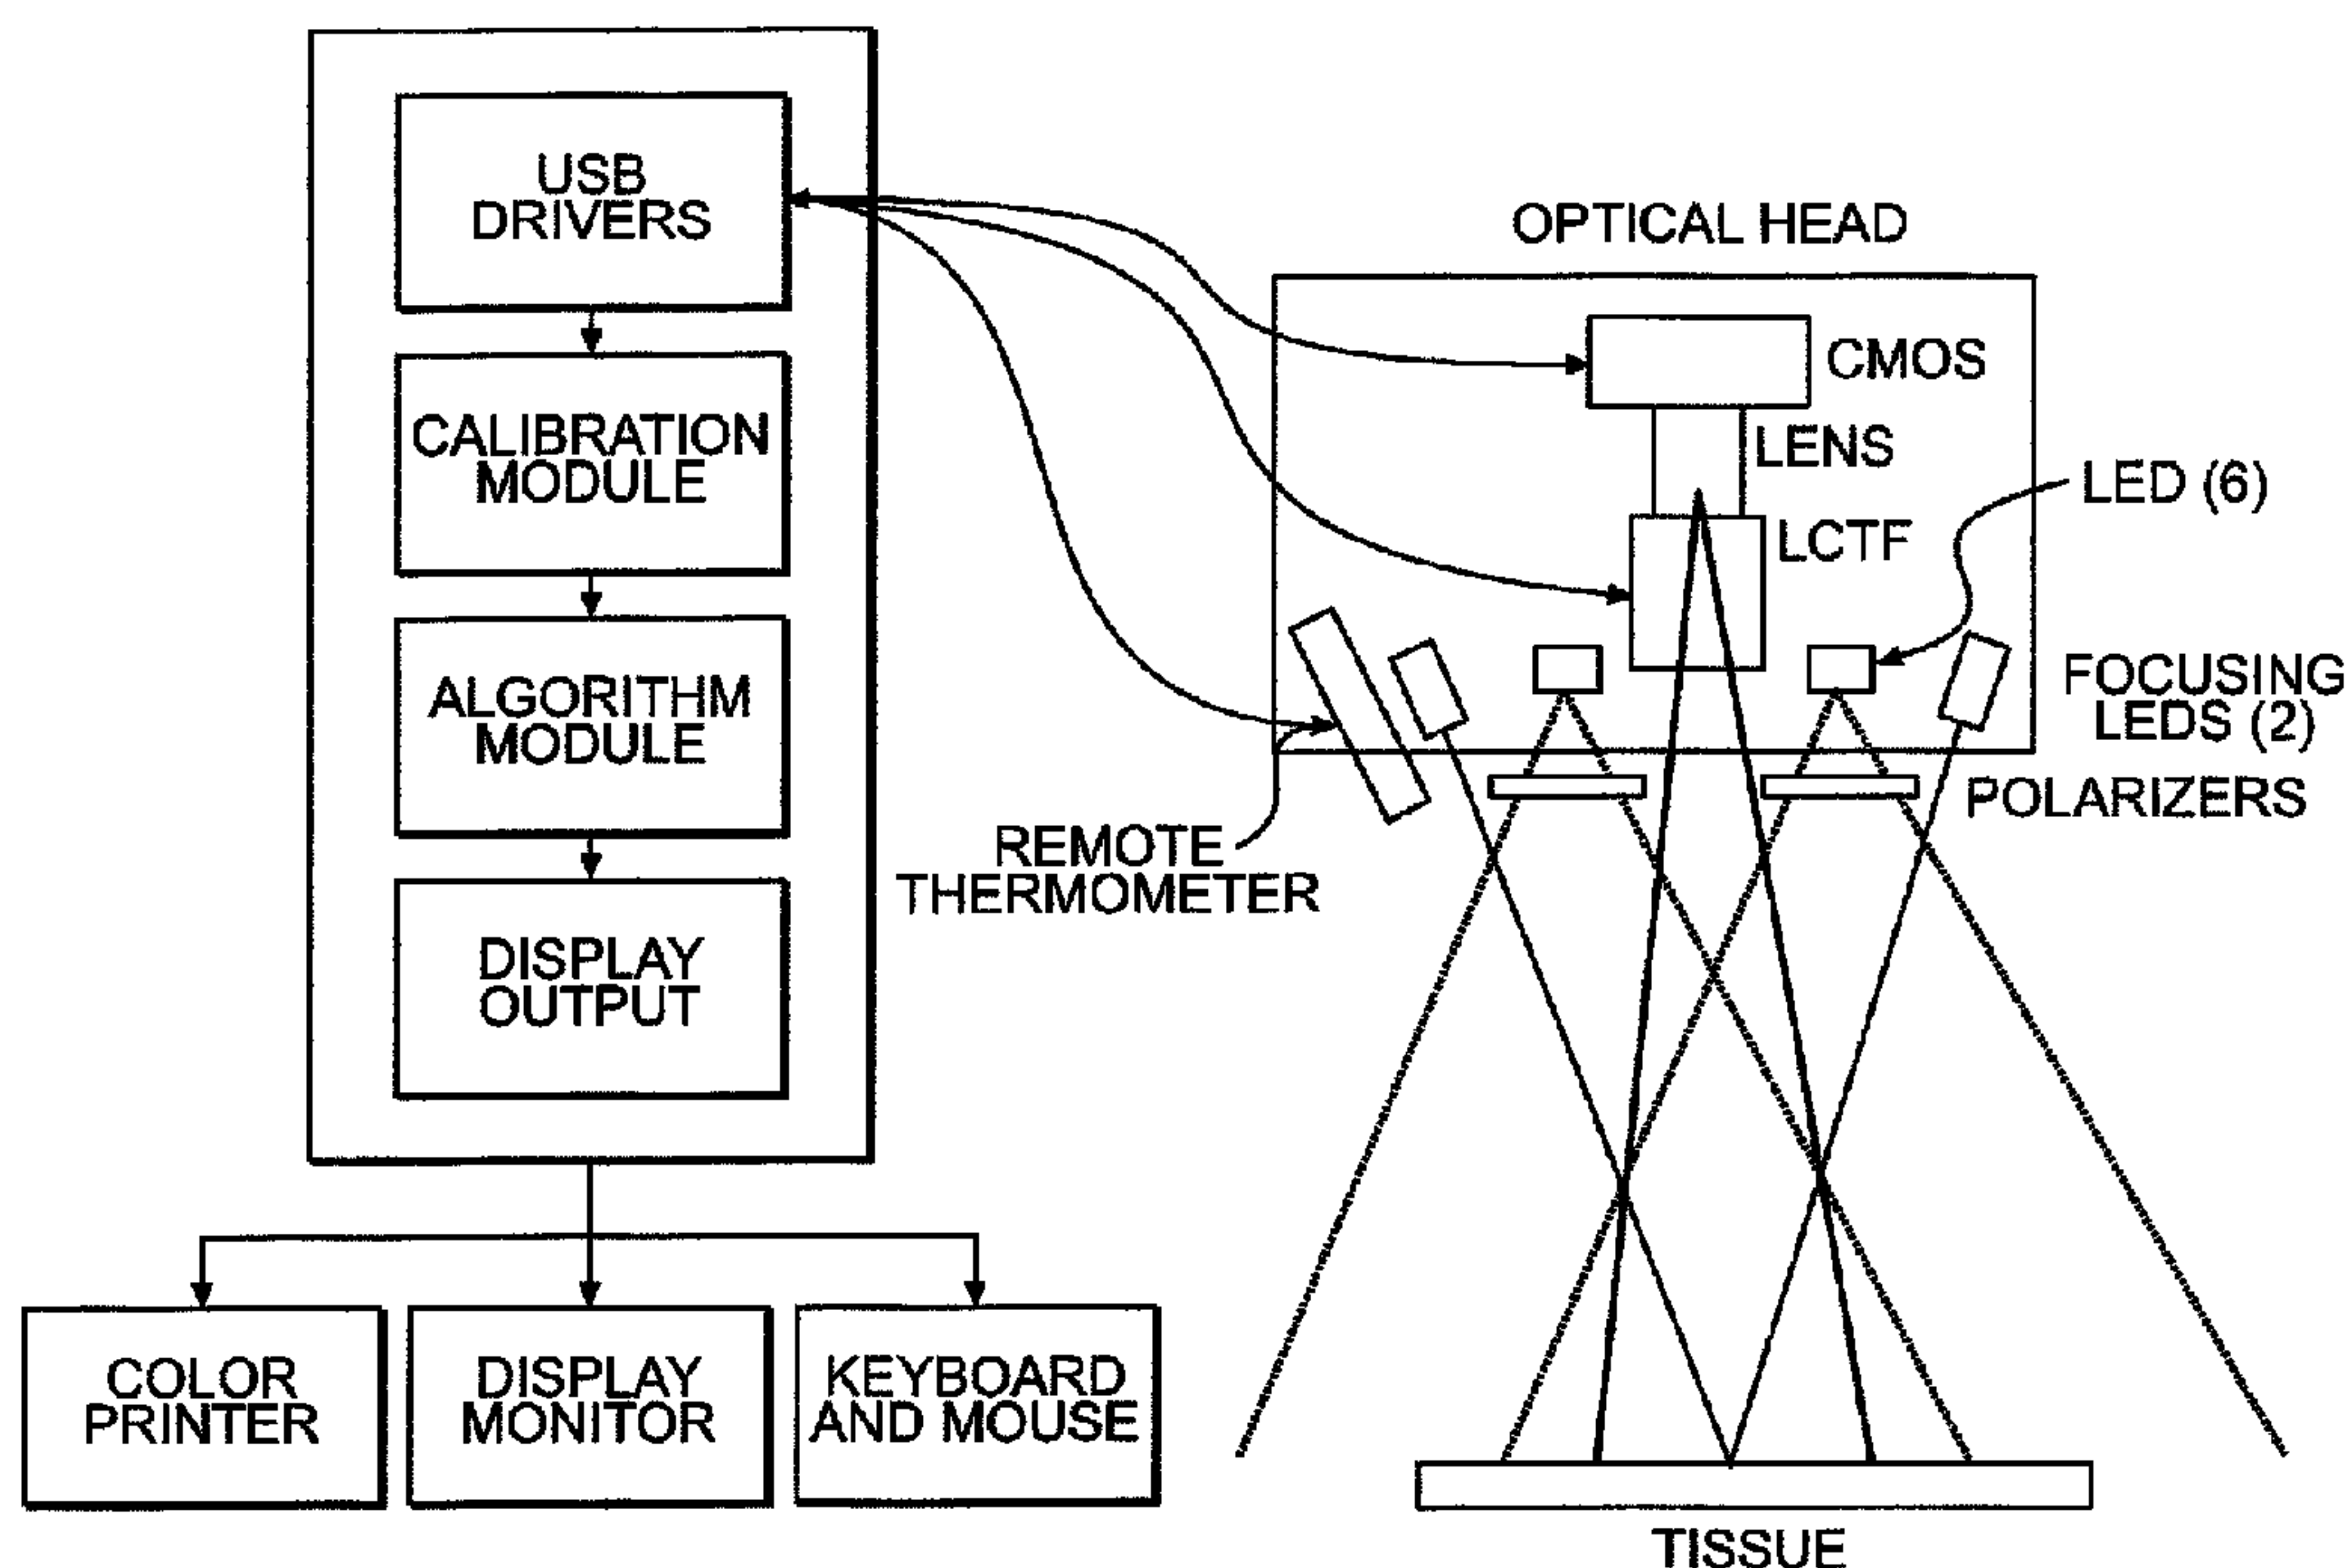 USB
DRIVERS
CALIBRATION
MODULE
ALGORITHM
MODULE
DISPLAY
OUTPUT
COLOR
PRINTER
DISPLAY
MONITOR
KEYBOARD
AND MOUSE
OPTICAL HEAD
CMOS
LENS
LCTF
LED (6)
FOCUSING
LEDS (2)
POLARIZERS
REMOTE
THERMOMETER
TISSUE